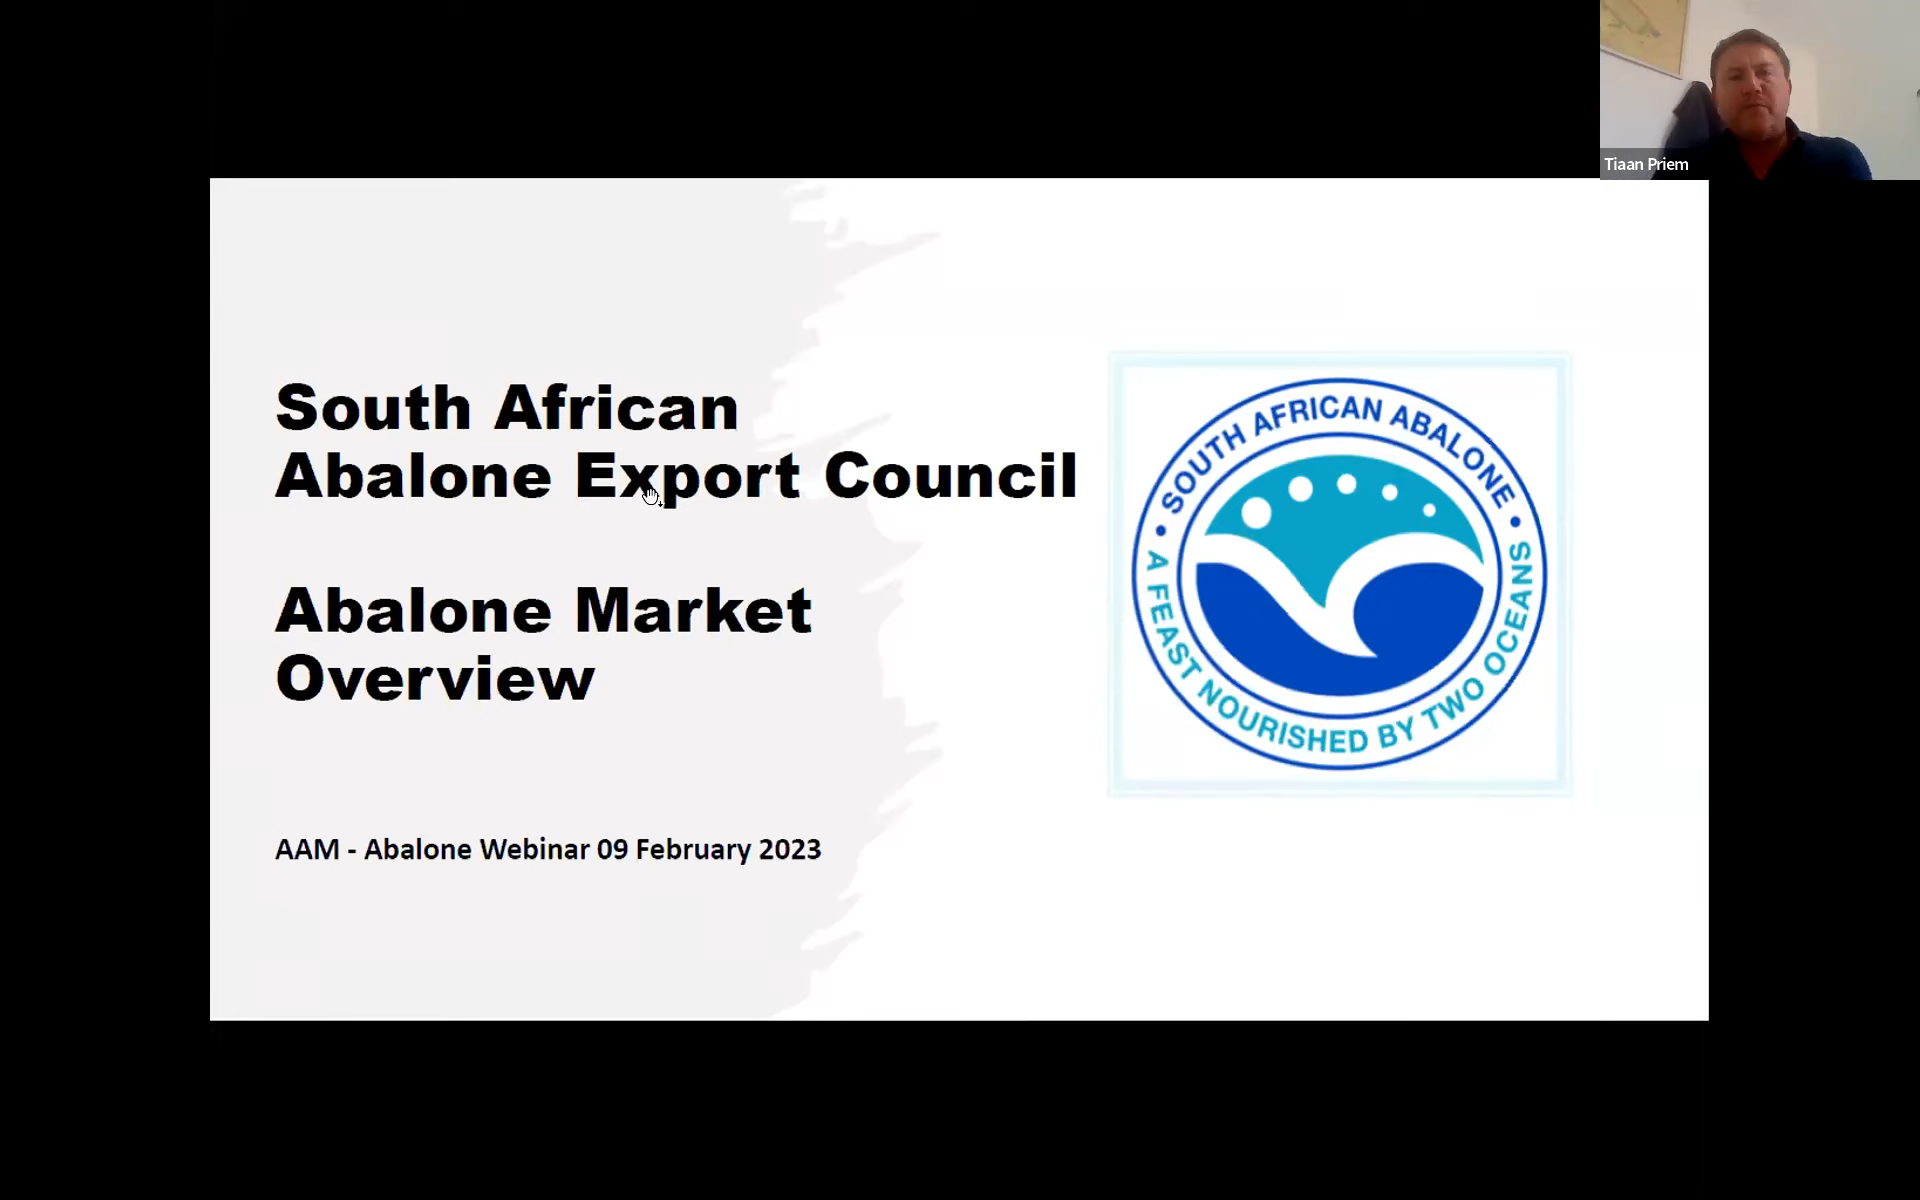 Tiaan Priem
South African
Abalone Export Council
Abalone Market
Overview
AAM - Abalone Webinar 09 February 2023
• SOUTH AFRICAN ABALONE •
A FEAST NOURISHED BY TWO OCEANS